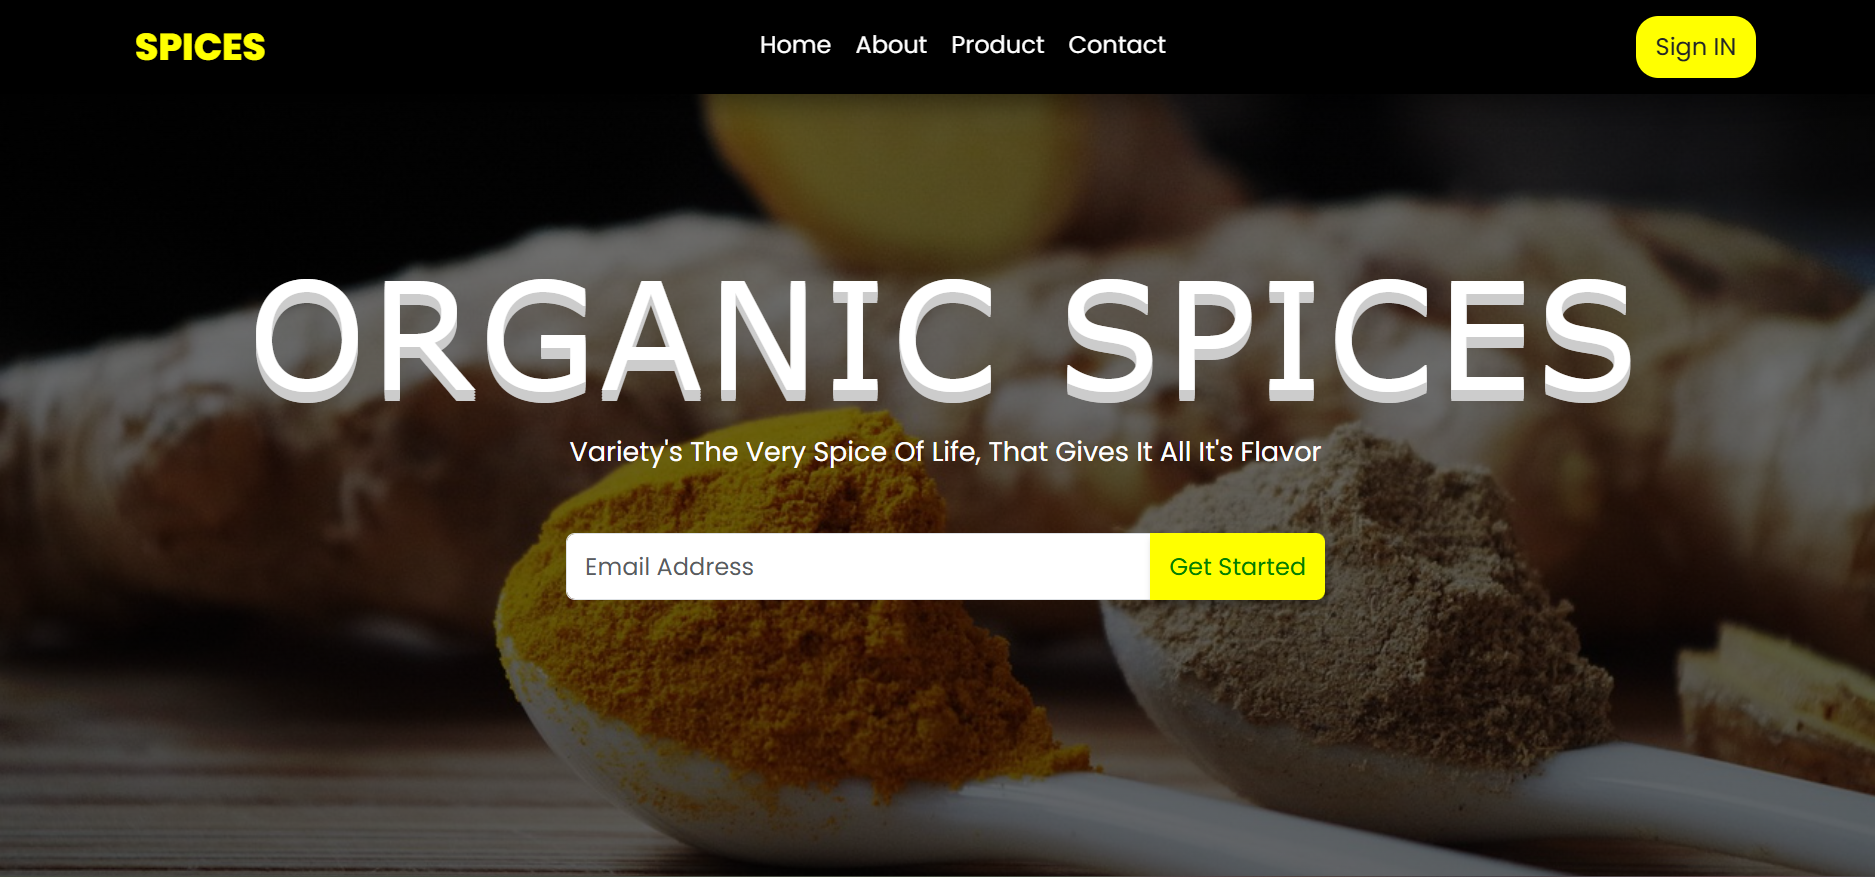 SPICES
Home About Product Contact
Sign IN
ORGANIC SPICES
Variety's The Very Spice Of Life, That Gives It All It's Flavor
Email Address
Get Started